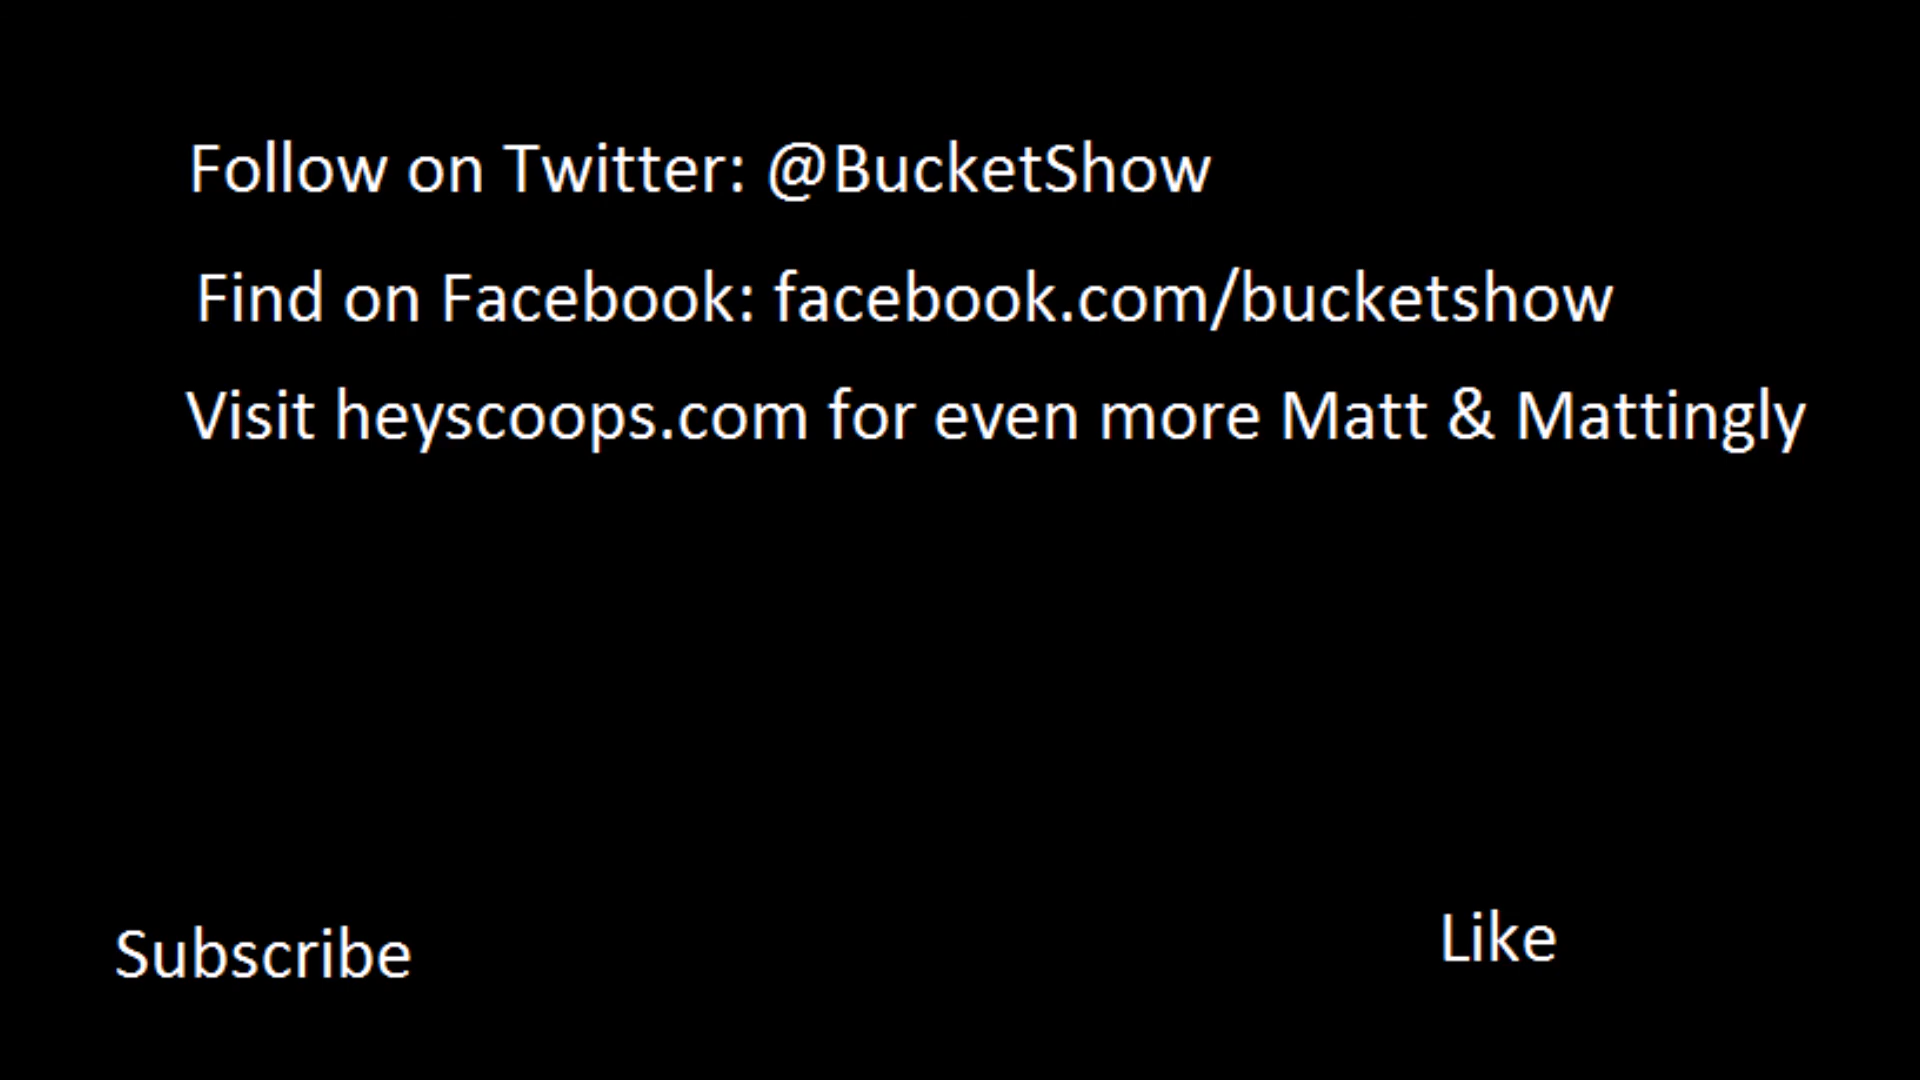 Follow on Twitter: @BucketShow
Find on Facebook: facebook.com/bucketshow
Visit heyscoops.com for even more Matt & Mattingly
Subscribe
Like